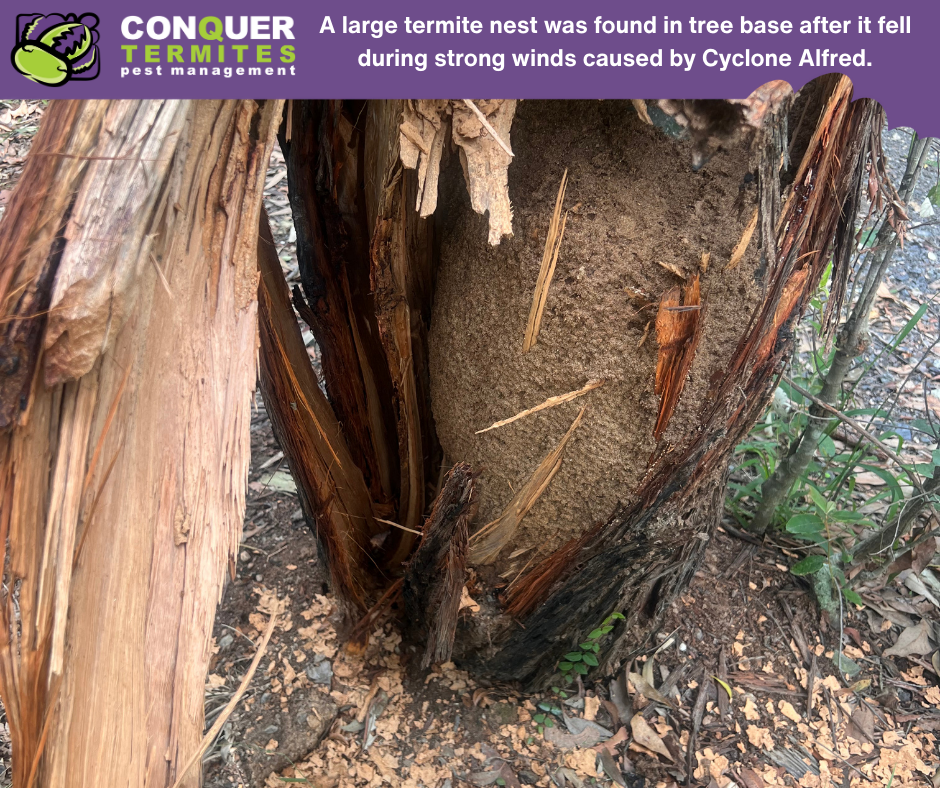 CONQUER
TERMITES
pest management
A large termite nest was found in tree base after it fell
during strong winds caused by Cyclone Alfred.